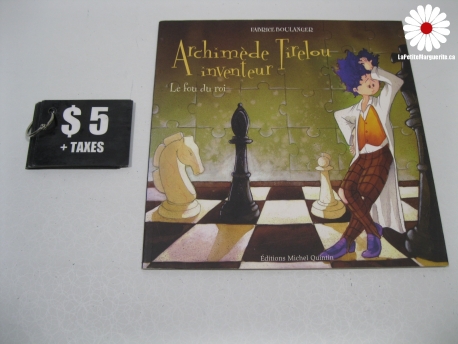 FABRICE BOULANGER
Archimède Tirelou
inventeur
Le fou du roi
$ 5
+ TAXES
Éditions Michel Quintin
LaPetiteMarguerite.ca